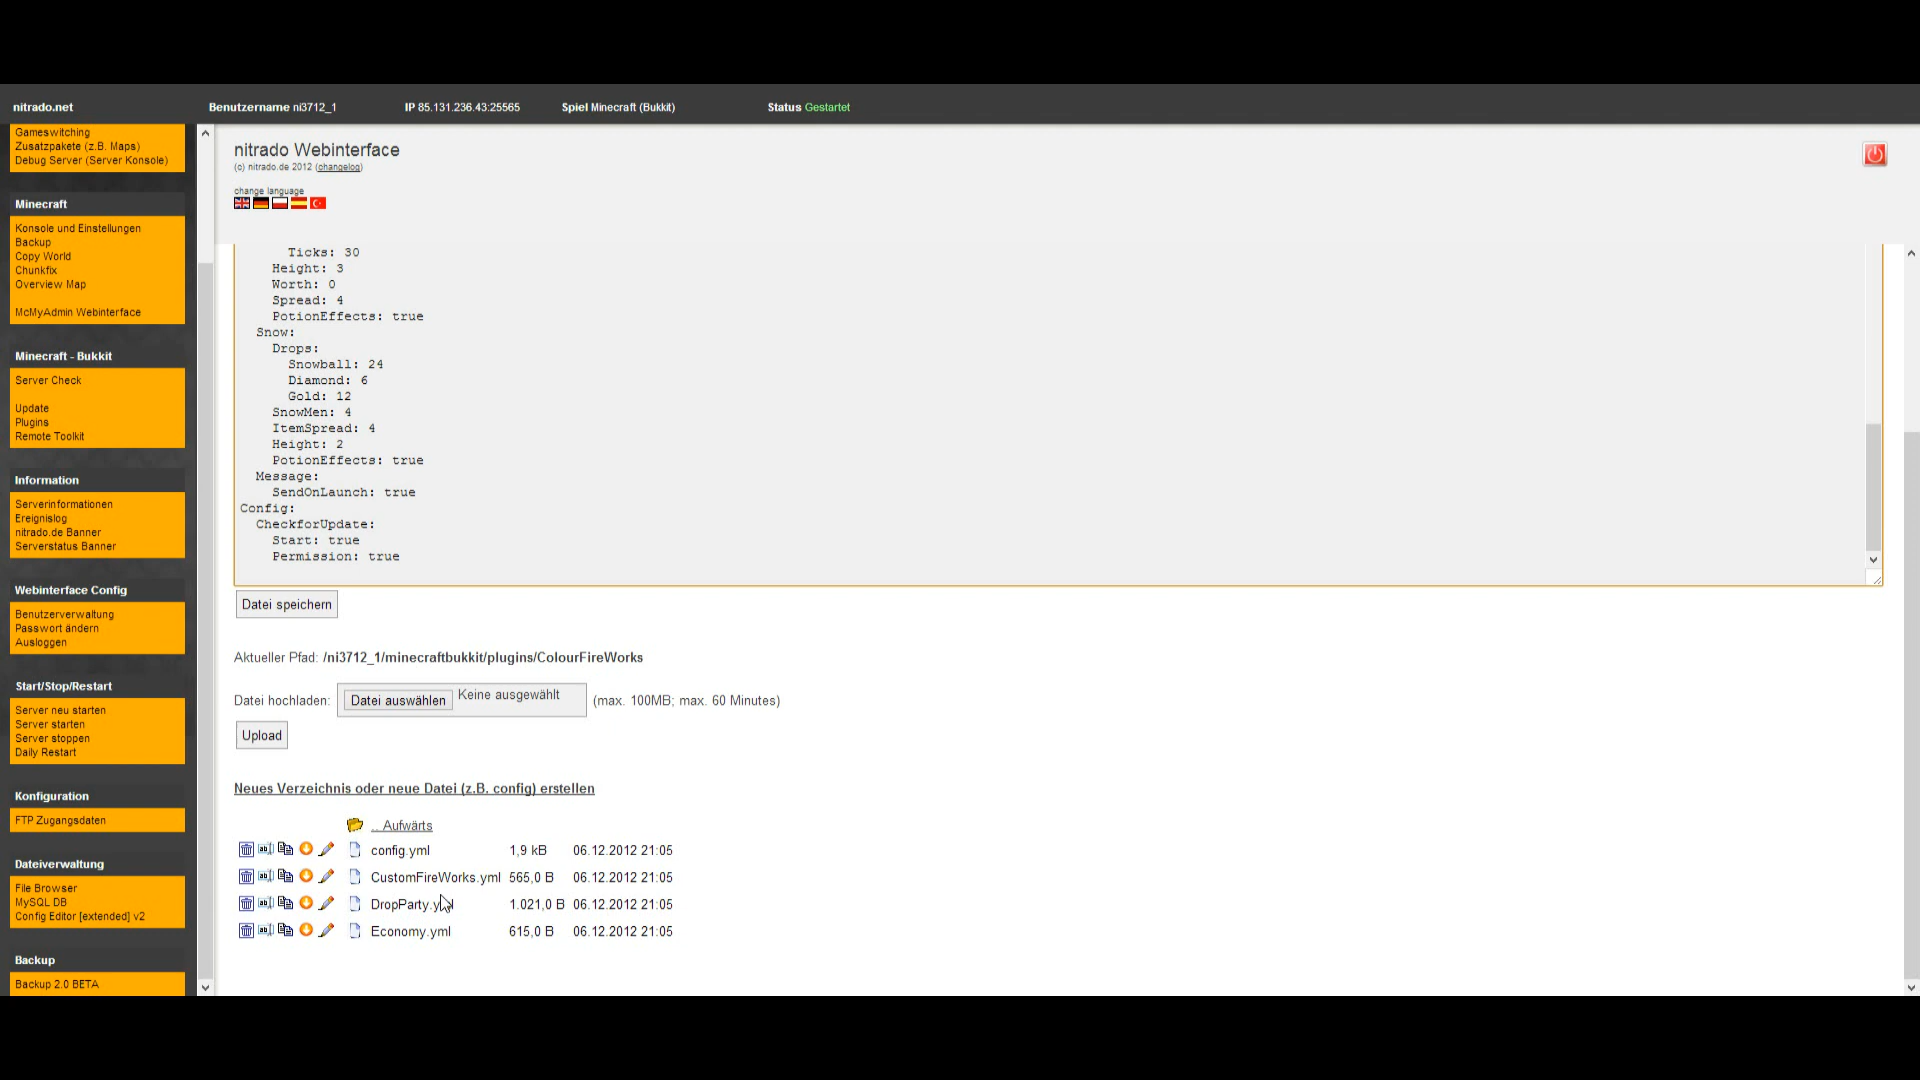 nitrado.net
Benutzername ni3712_1
IP 85.131.236.43:25565
Spiel Minecraft (Bukkit)
Status Gestartet
Gameswitching
Zusatzpakete (z.B. Maps)
Debug Server (Server Konsole)
Minecraft
Konsole und Einstellungen
Backup
Copy World
Chunkfix
Overview Map
McMyAdmin Webinterface
Minecraft - Bukkit
Server Check
Update
Plugins
Remote Toolkit
Information
Serverinformationen
Ereignislog
nitrado.de Banner
Serverstatus Banner
Webinterface Config
Benutzerverwaltung
Passwort ändern
Ausloggen
Start/Stop/Restart
Server neu starten
Server starten
Server stoppen
Daily Restart
Konfiguration
FTP Zugangsdaten
Dateiverwaltung
File Browser
MySQL DB
Config Editor [extended] v2
Backup
Backup 2.0 BETA
nitrado Webinterface
(c) nitrado.de 2012 (changelog)
change language
Ticks: 30
Height: 3
Worth: 0
Spread: 4
PotionEffects: true
Snow:
Drops:
Snowball: 24
Diamond: 6
Gold: 12
SnowMen: 4
ItemSpread: 4
Height: 2
PotionEffects: true
Message:
SendOnLaunch: true
Config:
CheckforUpdate:
Start: true
Permission: true
Datei speichern
Aktueller Pfad: /ni3712_1/minecraftbukkit/plugins/ColourFireWorks
Datei hochladen: Datei auswählen Keine ausgewählt (max. 100MB; max. 60 Minutes)
Upload
Neues Verzeichnis oder neue Datei (z.B. config) erstellen
.. Aufwärts
config.yml 1,9 kB 06.12.2012 21:05
CustomFireWorks.yml 565,0 B 06.12.2012 21:05
DropParty.yml 1.021,0 B 06.12.2012 21:05
Economy.yml 615,0 B 06.12.2012 21:05